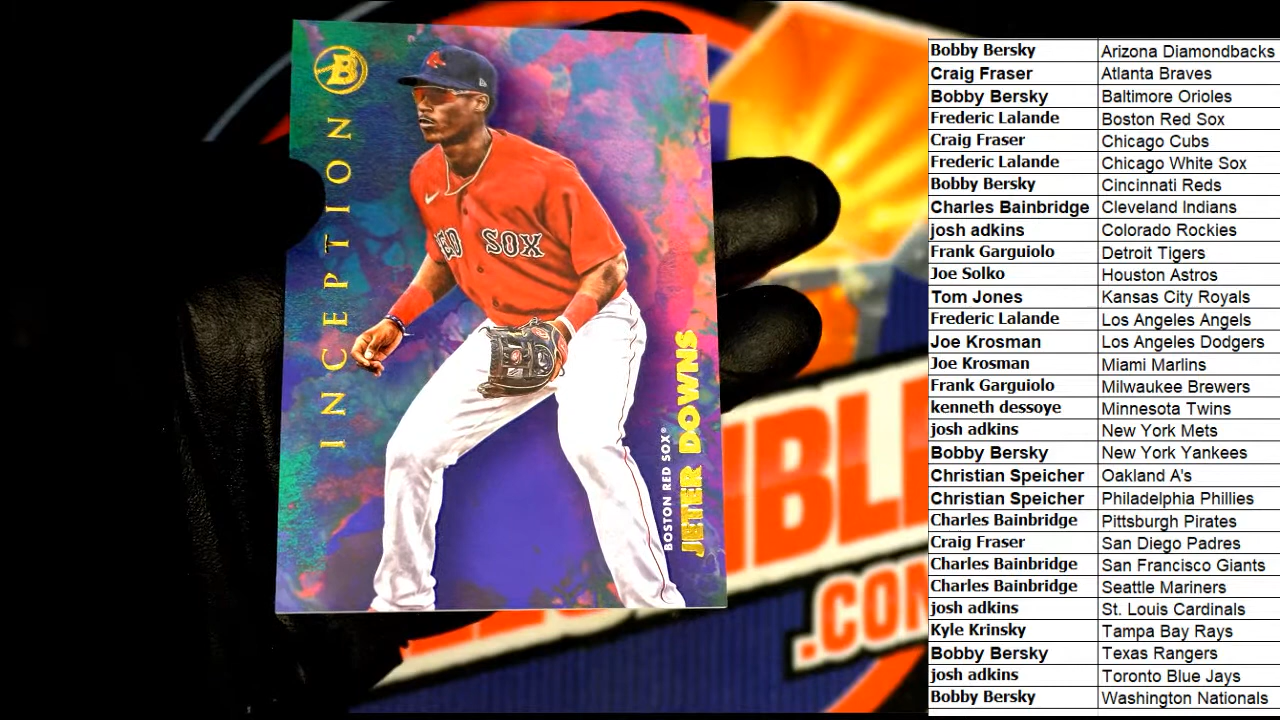 B
INCEPTION
RED SOX
BOSTON RED SOX®
JETER DOWNS
.COM
Bobby Bersky Arizona Diamondbacks
Craig Fraser Atlanta Braves
Bobby Bersky Baltimore Orioles
Frederic Lalande Boston Red Sox
Craig Fraser Chicago Cubs
Frederic Lalande Chicago White Sox
Bobby Bersky Cincinnati Reds
Charles Bainbridge Cleveland Indians
josh adkins Colorado Rockies
Frank Garguiolo Detroit Tigers
Joe Solko Houston Astros
Tom Jones Kansas City Royals
Frederic Lalande Los Angeles Angels
Joe Krosman Los Angeles Dodgers
Joe Krosman Miami Marlins
Frank Garguiolo Milwaukee Brewers
kenneth dessoye Minnesota Twins
josh adkins New York Mets
Bobby Bersky New York Yankees
Christian Speicher Oakland A's
Christian Speicher Philadelphia Phillies
Charles Bainbridge Pittsburgh Pirates
Craig Fraser San Diego Padres
Charles Bainbridge San Francisco Giants
Charles Bainbridge Seattle Mariners
josh adkins St. Louis Cardinals
Kyle Krinsky Tampa Bay Rays
Bobby Bersky Texas Rangers
josh adkins Toronto Blue Jays
Bobby Bersky Washington Nationals